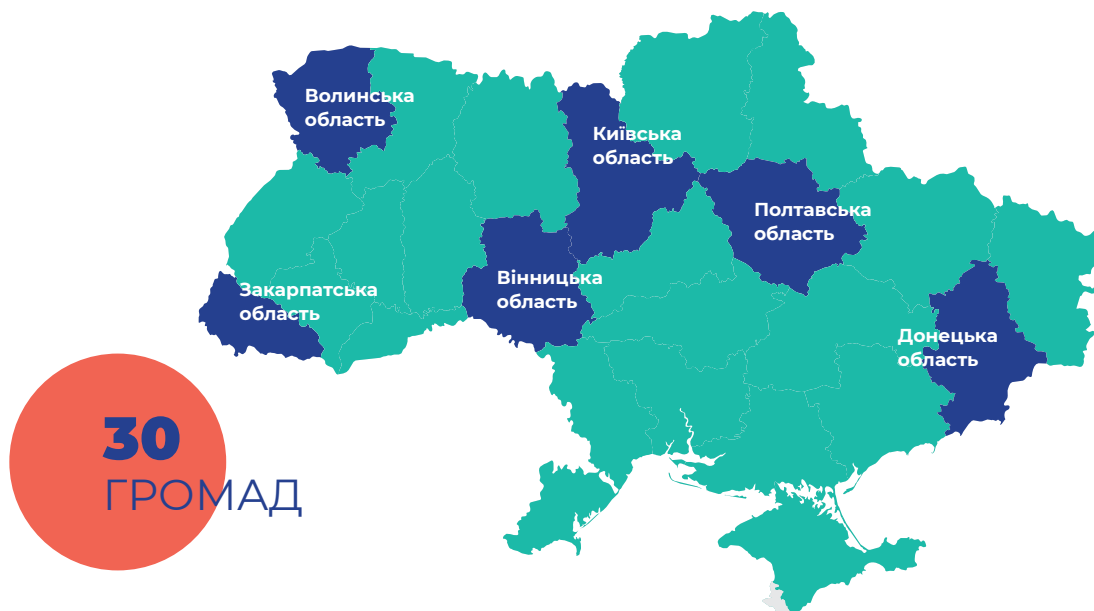 Волинська
область
Київська
область
Полтавська
область
Закарпатська
область
Вінницька
область
Донецька
область
30
ГРОМАД